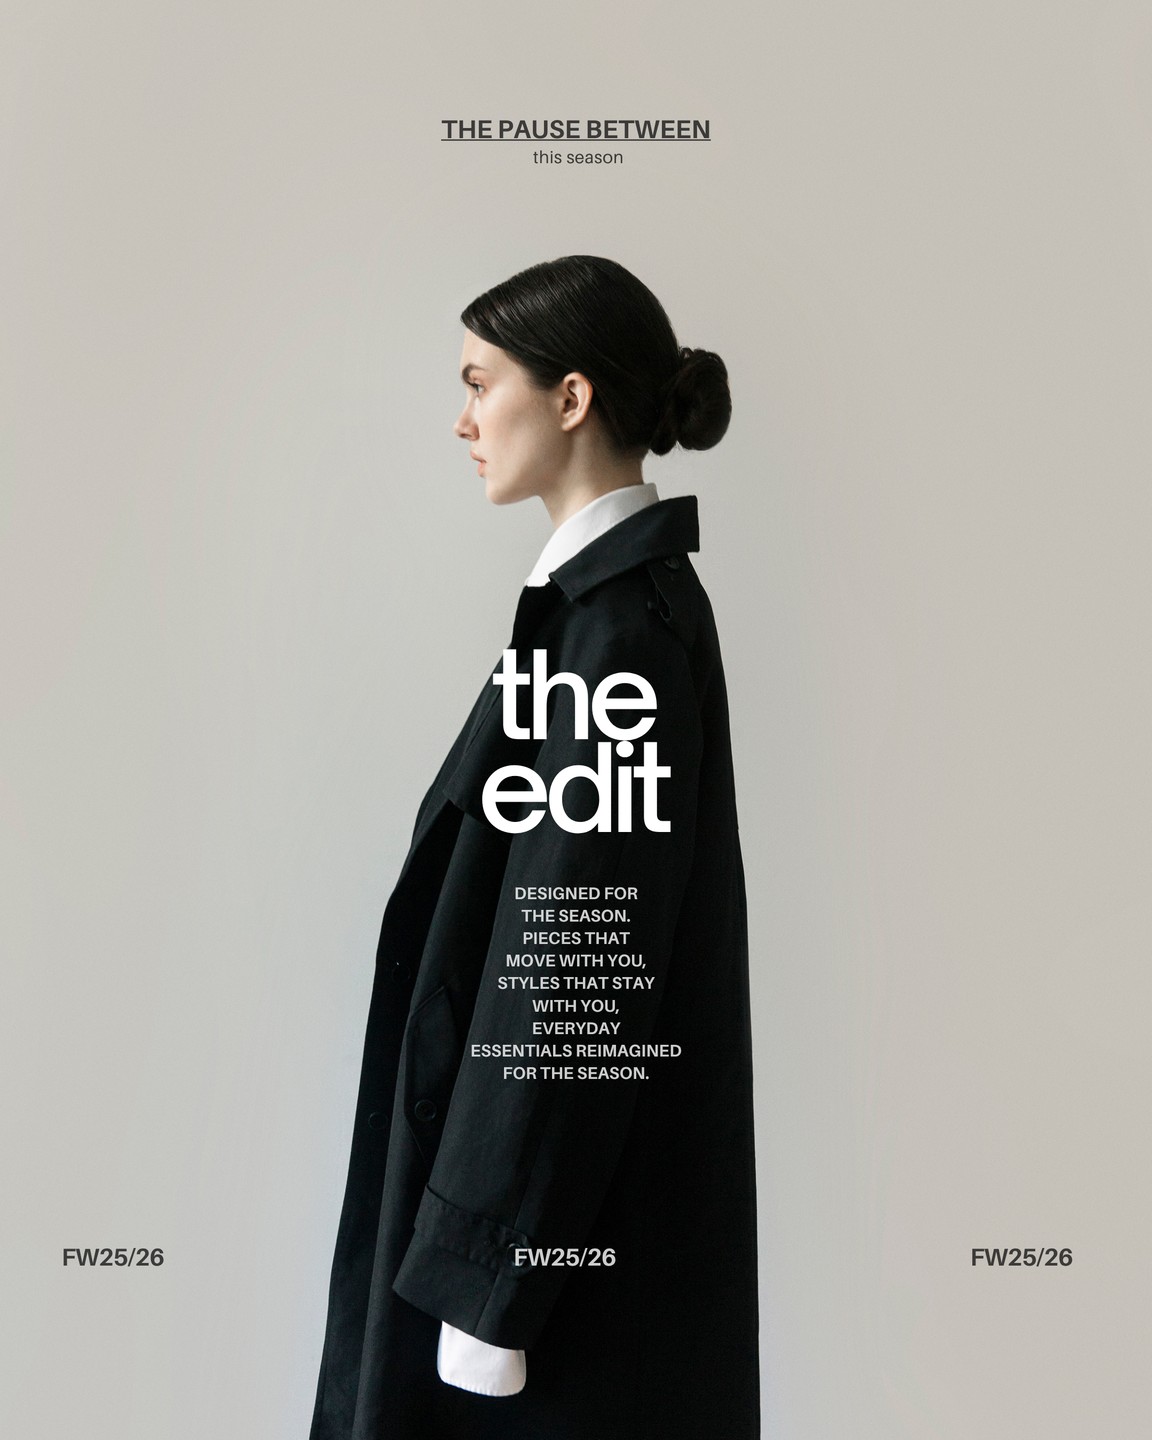 THE PAUSE BETWEEN
this season
the
edit
DESIGNED FOR
THE SEASON.
PIECES THAT
MOVE WITH YOU,
STYLES THAT STAY
WITH YOU,
EVERYDAY
ESSENTIALS REIMAGINED
FOR THE SEASON.
FW25/26 FW25/26 FW25/26